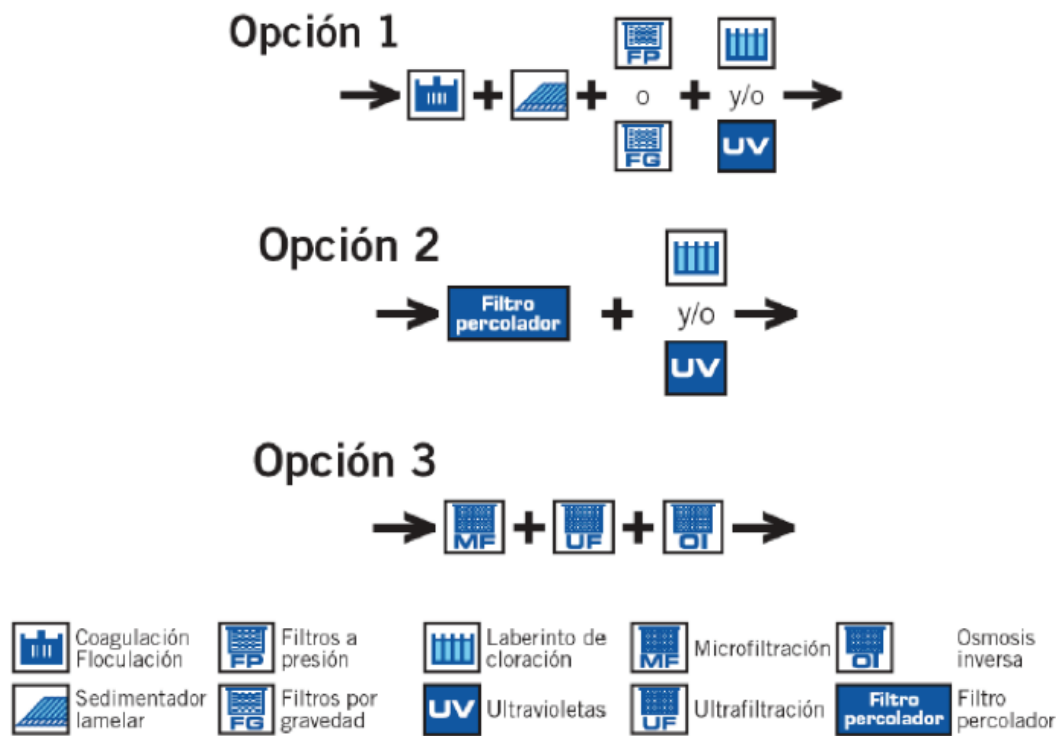 Opción 1
FP
o
y/o
FG
UV
Opción 2
Filtro
percolador
y/o
UV
Opción 3
MF
UF
OI
Coagulación
Floculación
FP
Filtros a
presión
Laberinto de
cloración
MF
Microfiltración
OI
Osmosis
inversa
Sedimentador
lamelar
FG
Filtros por
gravedad
UV
Ultravioletas
UF
Ultrafiltración
Filtro
percolador
Filtro
percolador